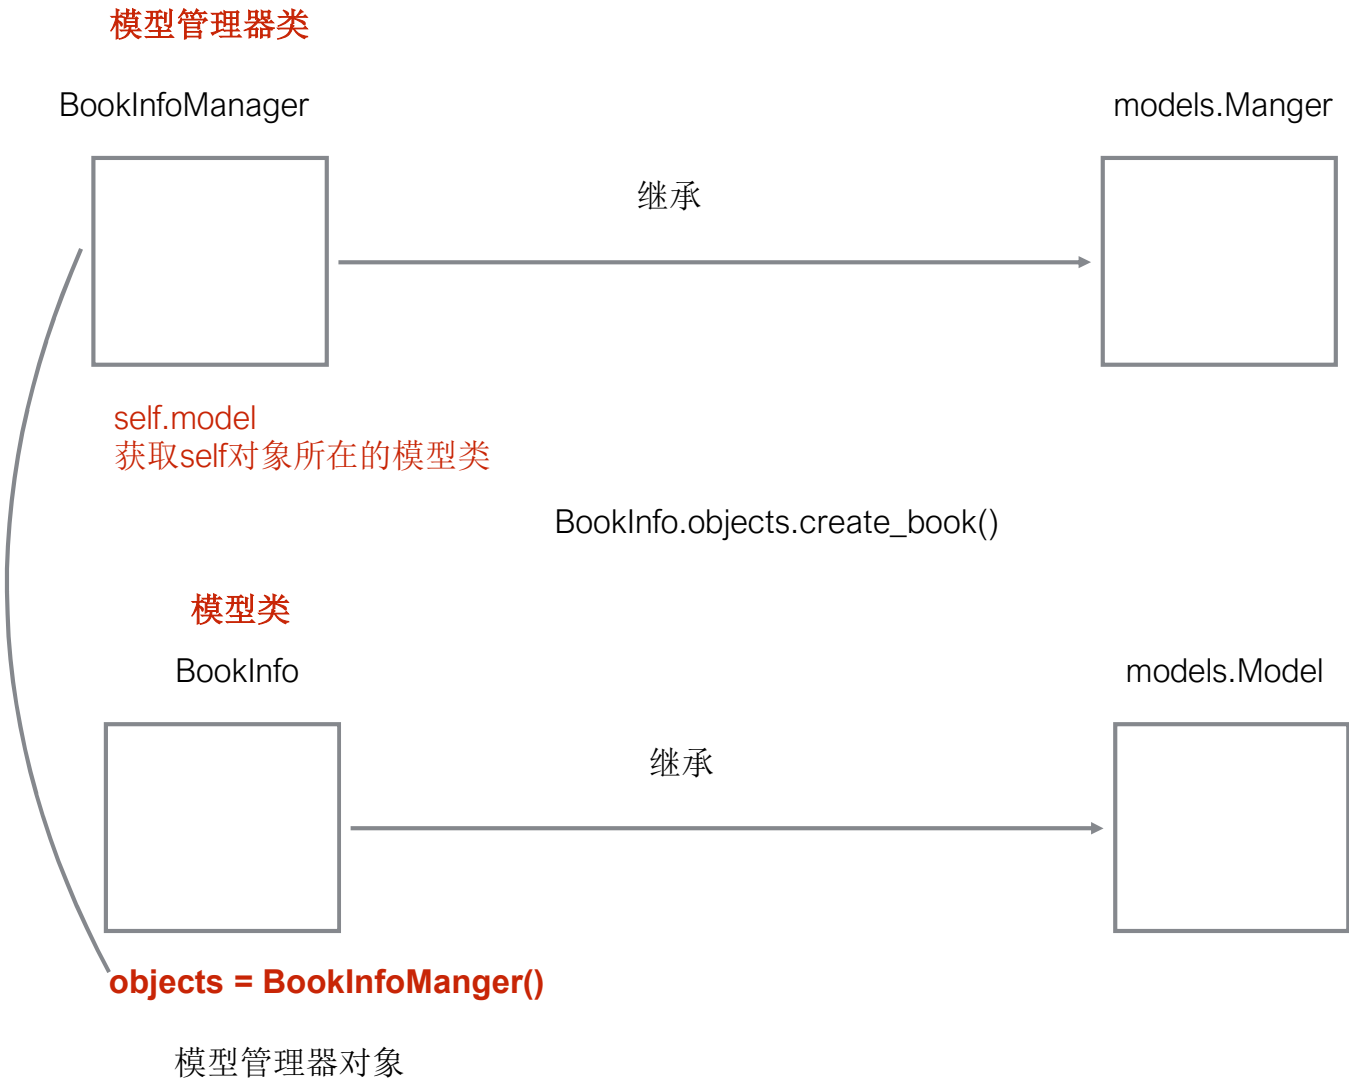 模型管理器类
BookInfoManager
models.Manger
继承
self.model
获取self对象所在的模型类
BookInfo.objects.create_book()
模型类
BookInfo
models.Model
继承
objects = BookInfoManger()
模型管理器对象